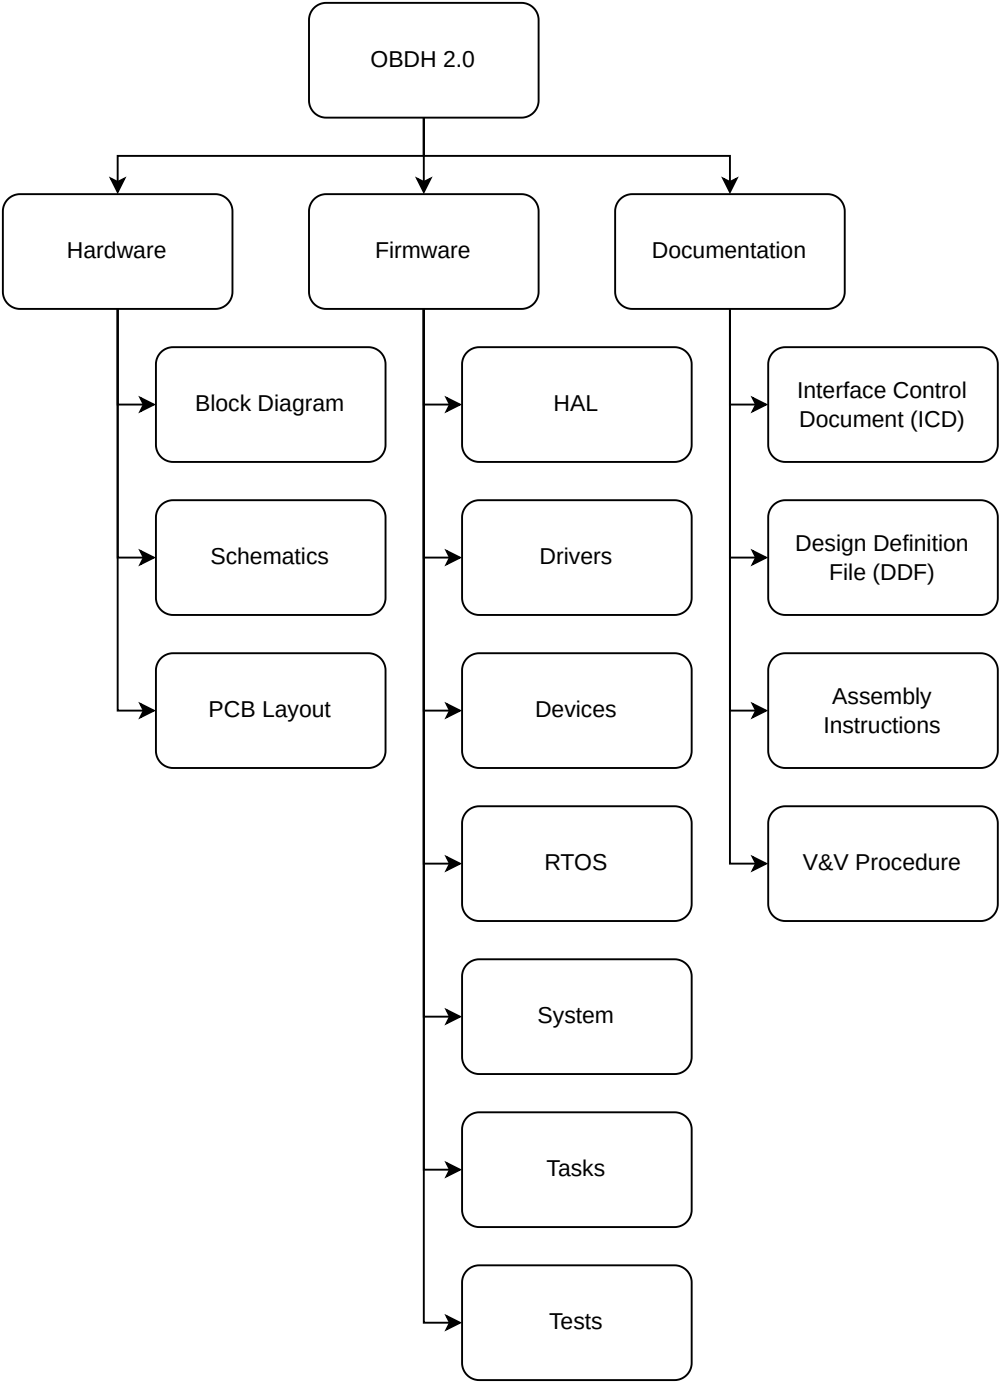 OBDH 2.0
Hardware
Firmware
Documentation
Block Diagram
HAL
Interface Control
Document (ICD)
Schematics
Drivers
Design Definition
File (DDF)
PCB Layout
Devices
Assembly
Instructions
RTOS
V&V Procedure
System
Tasks
Tests